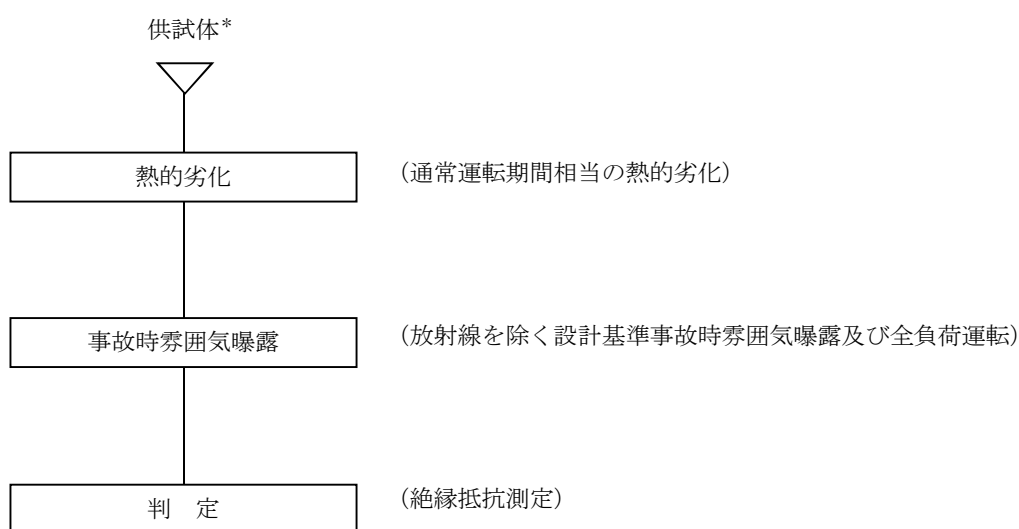 供試体*
熱的劣化
(通常運転期間相当の熱的劣化)
事故時雰囲気曝露
(放射線を除く設計基準事故時雰囲気曝露及び全負荷運転)
判　定
(絶縁抵抗測定)